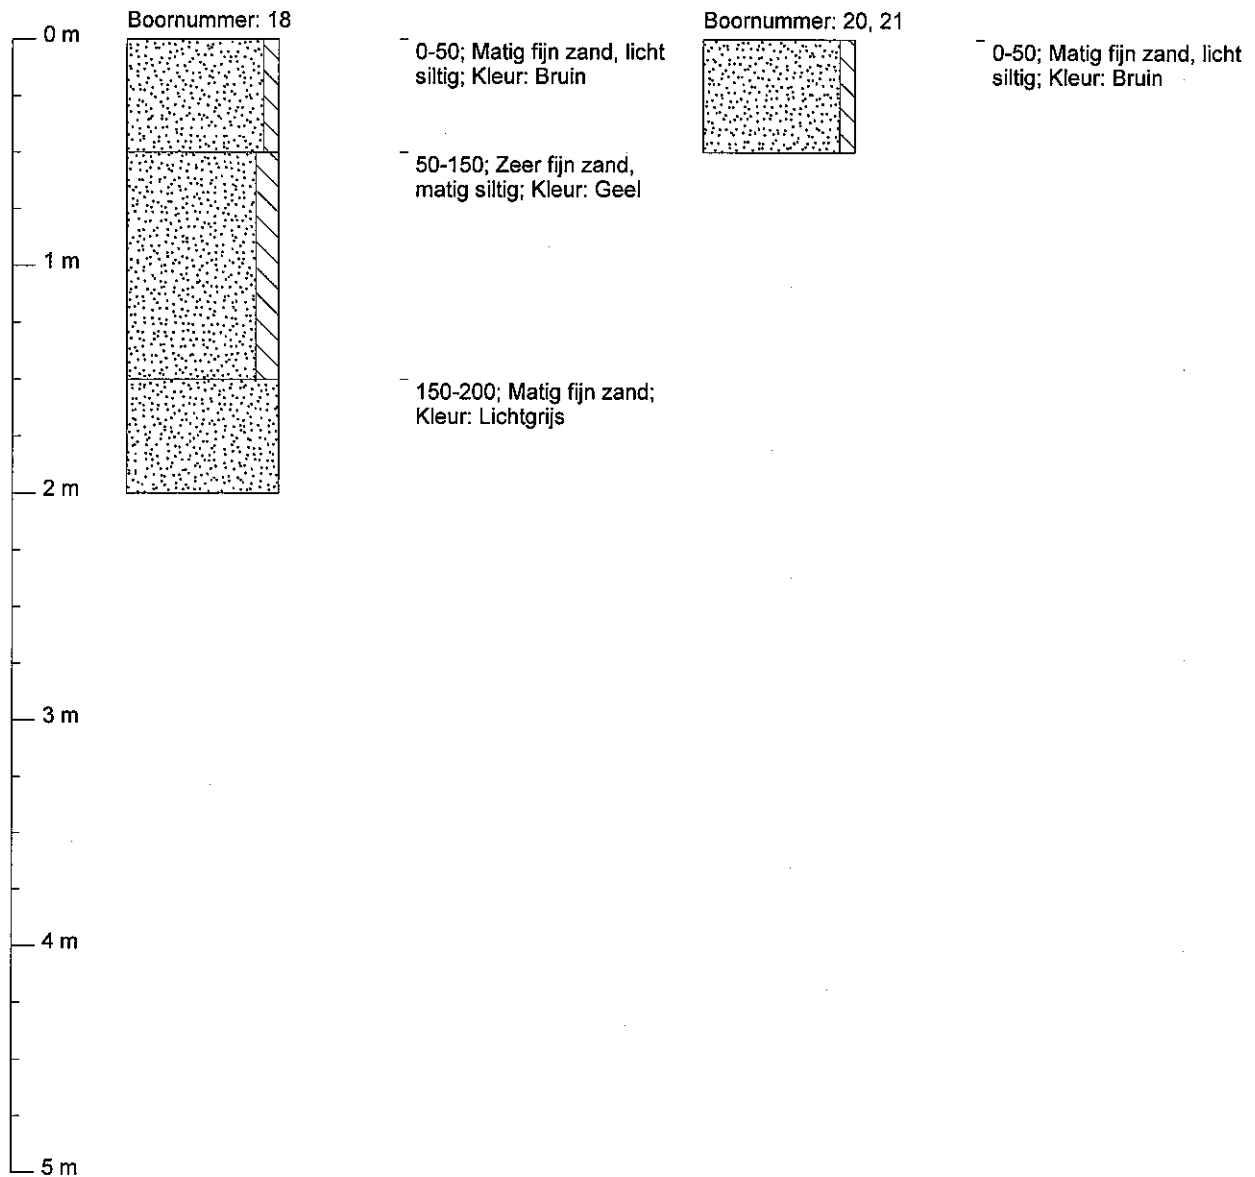 Boornummer: 18
Boornummer: 20, 21
0 m
0-50; Matig fijn zand, licht
siltig; Kleur: Bruin
0-50; Matig fijn zand, licht
siltig; Kleur: Bruin
50-150; Zeer fijn zand,
matig siltig; Kleur: Geel
1 m
150-200; Matig fijn zand;
Kleur: Lichtgrijs
2 m
3 m
4 m
5 m